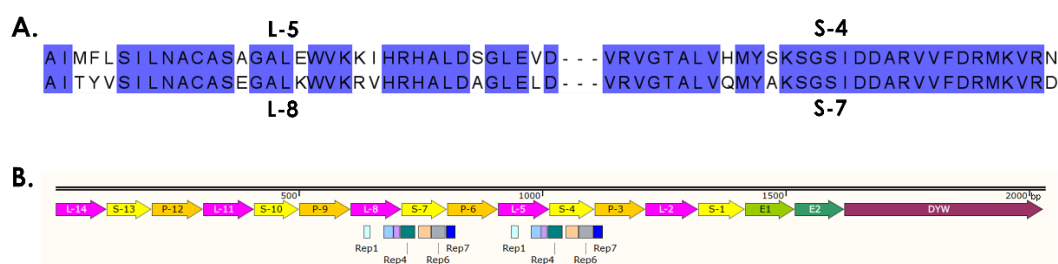 A.
L-5 S-4
AIMFLSILNACASAGALEWVKKIHRHALDSGLEVD---VRVGTALVHMYSKSGSIDDARVVFDRMKVRN
AITYVSILNACASEGALKWVKRVHRHALDAGLELD---VRVGTALVQMYAKSGSIDDARVVFDRMKVRD
L-8 S-7
B.
500 1000 1500 2000 bp
L-14 S-13 P-12 L-11 S-10 P-9 L-8 S-7 P-6 L-5 S-4 P-3 L-2 S-1 E1 E2 DYW
Rep1 Rep7 Rep1 Rep7
Rep4 Rep6 Rep4 Rep6